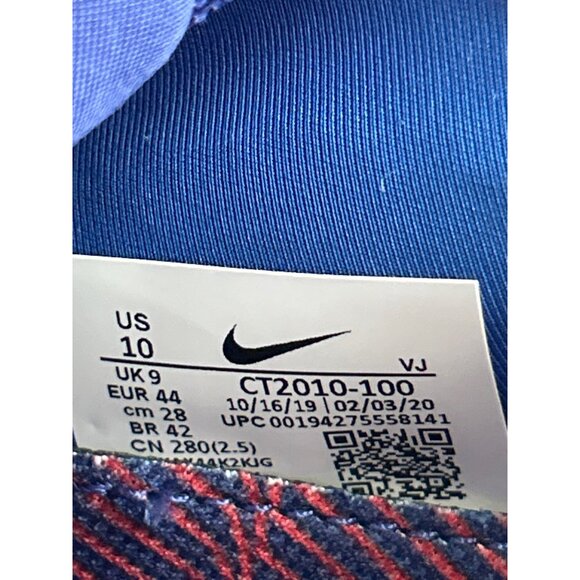 US
10
UK 9
EUR 44
cm 28
BR 42
CN 280(2.5)
VJ
CT2010-100
10/16/19 | 02/03/20
UPC 00194275558141